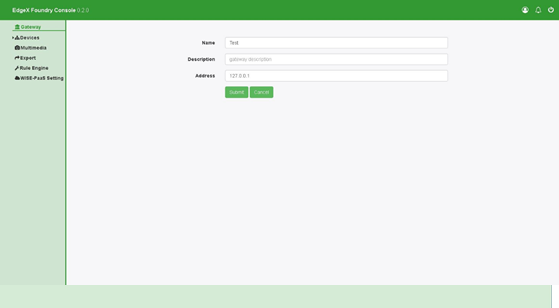 EdgeX Foundry Console 0.2.0
Gateway
Devices
Multimedia
Expert
Rule Engine
WISE-PaaS Setting
Name Test
Description gateway description
Address 127.0.0.1
Submit Cancel